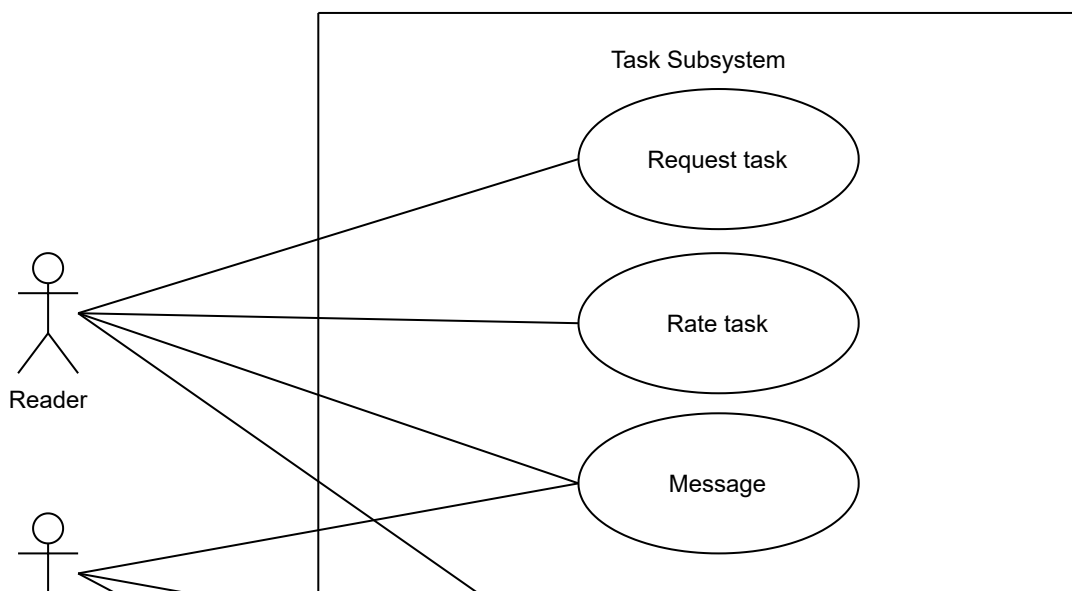 Task Subsystem
Request task
Rate task
Reader
Message